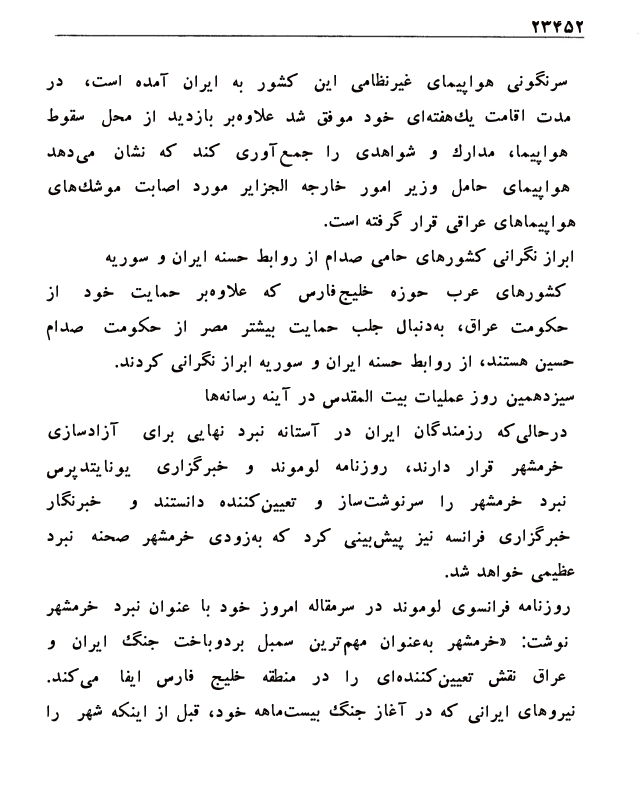 ۲۳۴۵۲
سرنگونی هواپیمای غیرنظامی این کشور به ایران آمده است، در
مدت اقامت یك‌هفته‌ای خود موفق شد علاوه‌بر بازدید از محل سقوط
هواپیما، مدارك و شواهدی را جمع‌آوری کند که نشان می‌دهد
هواپیمای حامل وزیر امور خارجه الجزایر مورد اصابت موشك‌های
هواپیماهای عراقی قرار گرفته است.
ابراز نگرانی کشورهای حامی صدام از روابط حسنه ایران و سوریه
کشورهای عرب حوزه خلیج‌فارس که علاوه‌بر حمایت خود از
حکومت عراق، به‌دنبال جلب حمایت بیشتر مصر از حکومت صدام
حسین هستند، از روابط حسنه ایران و سوریه ابراز نگرانی کردند.
سیزدهمین روز عملیات بیت المقدس در آینه رسانه‌ها
درحالی‌که رزمندگان ایران در آستانه نبرد نهایی برای آزادسازی
خرمشهر قرار دارند، روزنامه لوموند و خبرگزاری یونایتدپرس
نبرد خرمشهر را سرنوشت‌ساز و تعیین‌کننده دانستند و خبرنگار
خبرگزاری فرانسه نیز پیش‌بینی کرد که به‌زودی خرمشهر صحنه نبرد
عظیمی خواهد شد.
روزنامه فرانسوی لوموند در سرمقاله امروز خود با عنوان نبرد خرمشهر
نوشت: «خرمشهر به‌عنوان مهم‌ترین سمبل بردوباخت جنگ ایران و
عراق نقش تعیین‌کننده‌ای را در منطقه خلیج فارس ایفا می‌کند.
نیروهای ایرانی که در آغاز جنگ بیست‌ماهه خود، قبل از اینکه شهر را